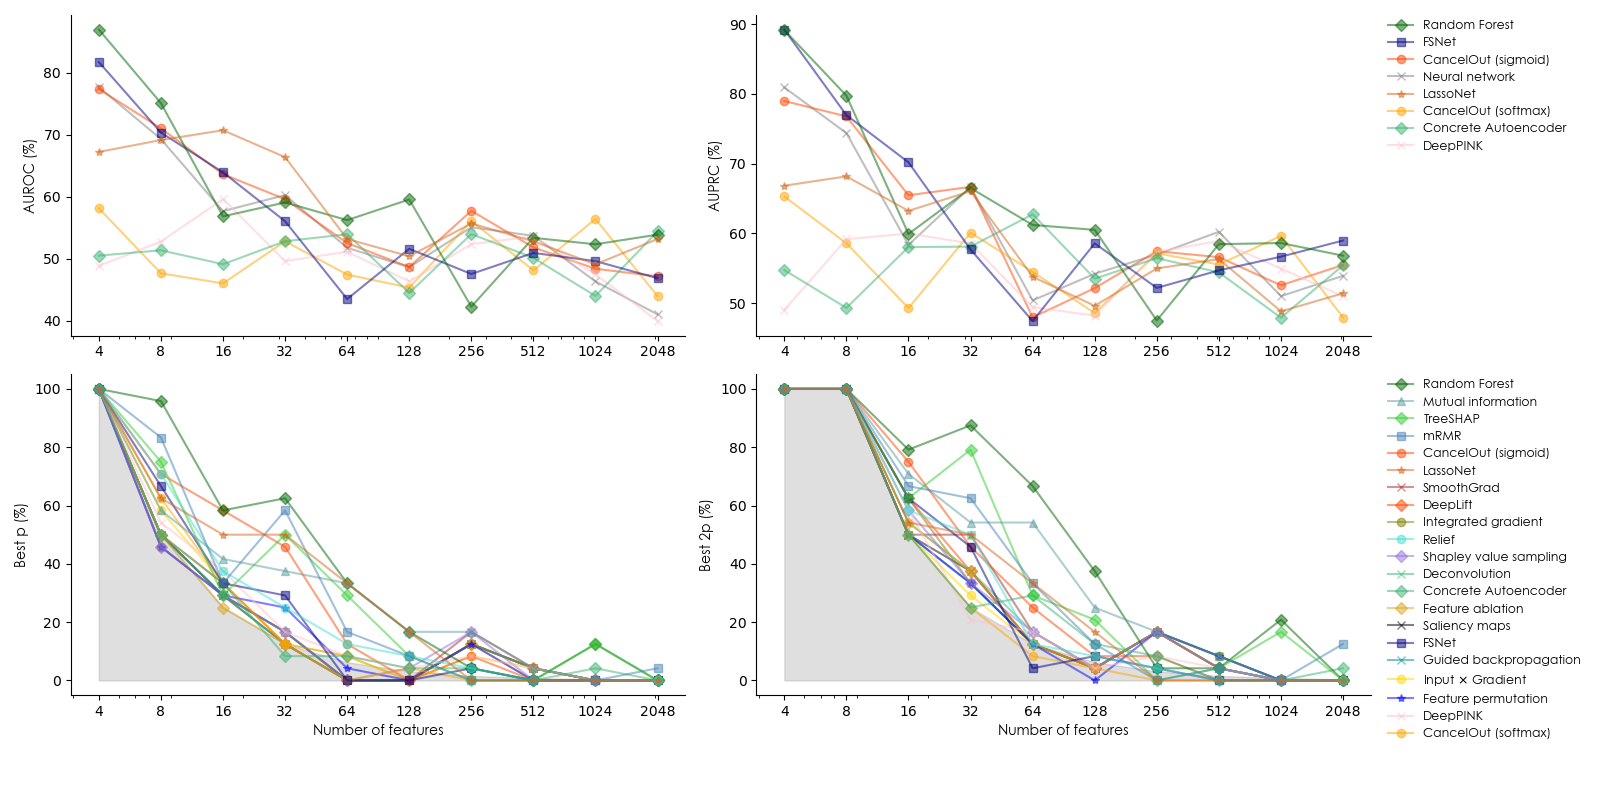 AUROC (%)
80
70
60
50
40
4 8 16 32 64 128 256 512 1024 2048
AUPRC (%)
90
80
70
60
50
4 8 16 32 64 128 256 512 1024 2048
Random Forest
FSNet
CancelOut (sigmoid)
Neural network
LassoNet
CancelOut (softmax)
Concrete Autoencoder
DeepPINK
Best p (%)
100
80
60
40
20
0
4 8 16 32 64 128 256 512 1024 2048
Number of features
Best 2p (%)
100
80
60
40
20
0
4 8 16 32 64 128 256 512 1024 2048
Number of features
Random Forest
Mutual information
TreeSHAP
mRMR
CancelOut (sigmoid)
LassoNet
SmoothGrad
DeepLift
Integrated gradient
Relief
Shapley value sampling
Deconvolution
Concrete Autoencoder
Feature ablation
Saliency maps
FSNet
Guided backpropagation
Input × Gradient
Feature permutation
DeepPINK
CancelOut (softmax)